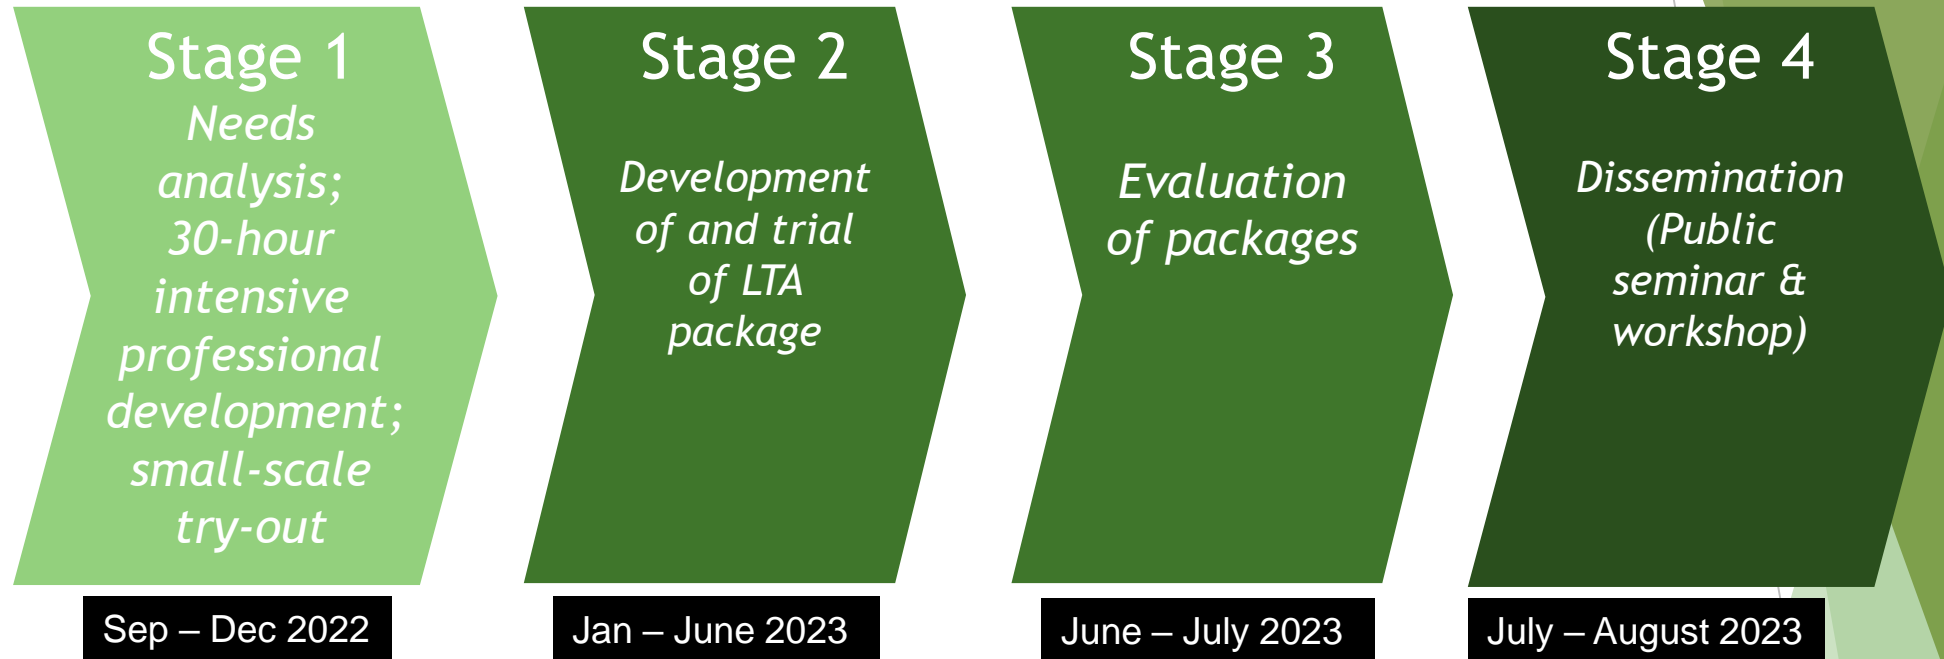 Stage 1
Needs
analysis;
30-hour
intensive
professional
development;
small-scale
try-out
Sep – Dec 2022
Stage 2
Development
of and trial
of LTA
package
Jan – June 2023
Stage 3
Evaluation
of packages
June – July 2023
Stage 4
Dissemination
(Public
seminar &
workshop)
July – August 2023